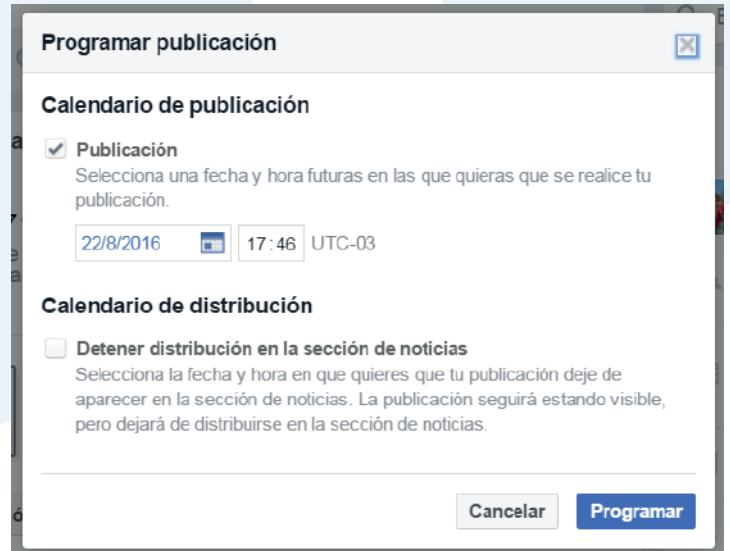 Programar publicación
Calendario de publicación
Publicación
Selecciona una fecha y hora futuras en las que quieras que se realice tu
publicación.
22/8/2016 17:46 UTC-03
Calendario de distribución
Detener distribución en la sección de noticias
Selecciona la fecha y hora en que quieres que tu publicación deje de
aparecer en la sección de noticias. La publicación seguirá estando visible,
pero dejará de distribuirse en la sección de noticias.
Cancelar Programar